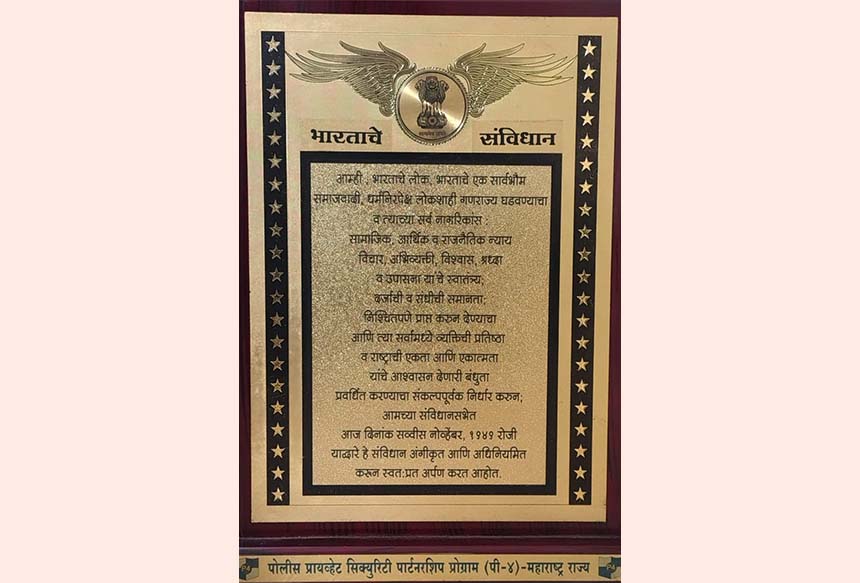 सत्यमेव जयते
भारताचे संविधान
आम्ही, भारताचे लोक, भारताचे एक सार्वभौम
समाजवादी, धर्मनिरपेक्ष लोकशाही गणराज्य घडवण्याचा
व त्याच्या सर्व नागरिकांस :
सामाजिक, आर्थिक व राजनैतिक न्याय
विचार, अभिव्यक्ती, विश्वास, श्रध्दा
व उपासना यांचे स्वातंत्र्य;
दर्जाची व संधीची समानता;
निश्चितपणे प्राप्त करुन देण्याचा
आणि त्या सर्वांमध्ये व्यक्तिची प्रतिष्ठा
व राष्ट्राची एकता आणि एकात्मता
यांचे आश्वासन देणारी बंधुता
प्रवर्धित करण्याचा संकल्पपूर्वक निर्धार करुन;
आमच्या संविधानसभेत
आज दिनांक सव्वीस नोव्हेंबर, १९४९ रोजी
याद्वारे हे संविधान अंगीकृत आणि अधिनियमित
करून स्वत:प्रत अर्पण करत आहोत.
P4 पोलीस प्रायव्हेट सिक्युरिटी पार्टनरशिप प्रोग्राम (पी-४)-महाराष्ट्र राज्य P4